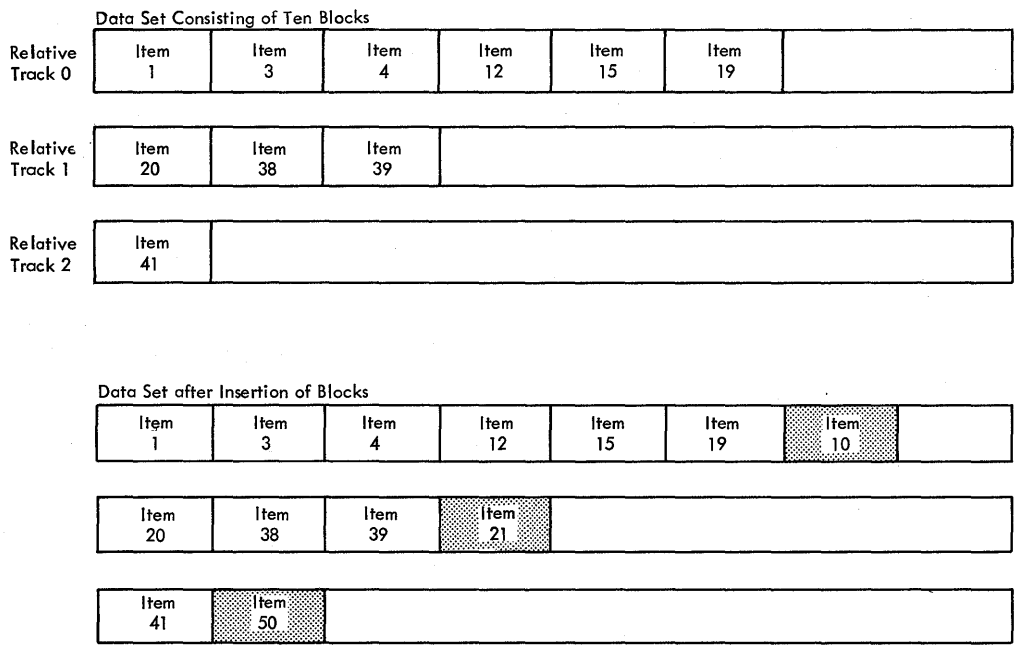 Data Set Consisting of Ten Blocks
Relative Track 0
Item 1
Item 3
Item 4
Item 12
Item 15
Item 19
Relative Track 1
Item 20
Item 38
Item 39
Relative Track 2
Item 41
Data Set after Insertion of Blocks
Item 1
Item 3
Item 4
Item 12
Item 15
Item 19
Item 10
Item 20
Item 38
Item 39
Item 21
Item 41
Item 50